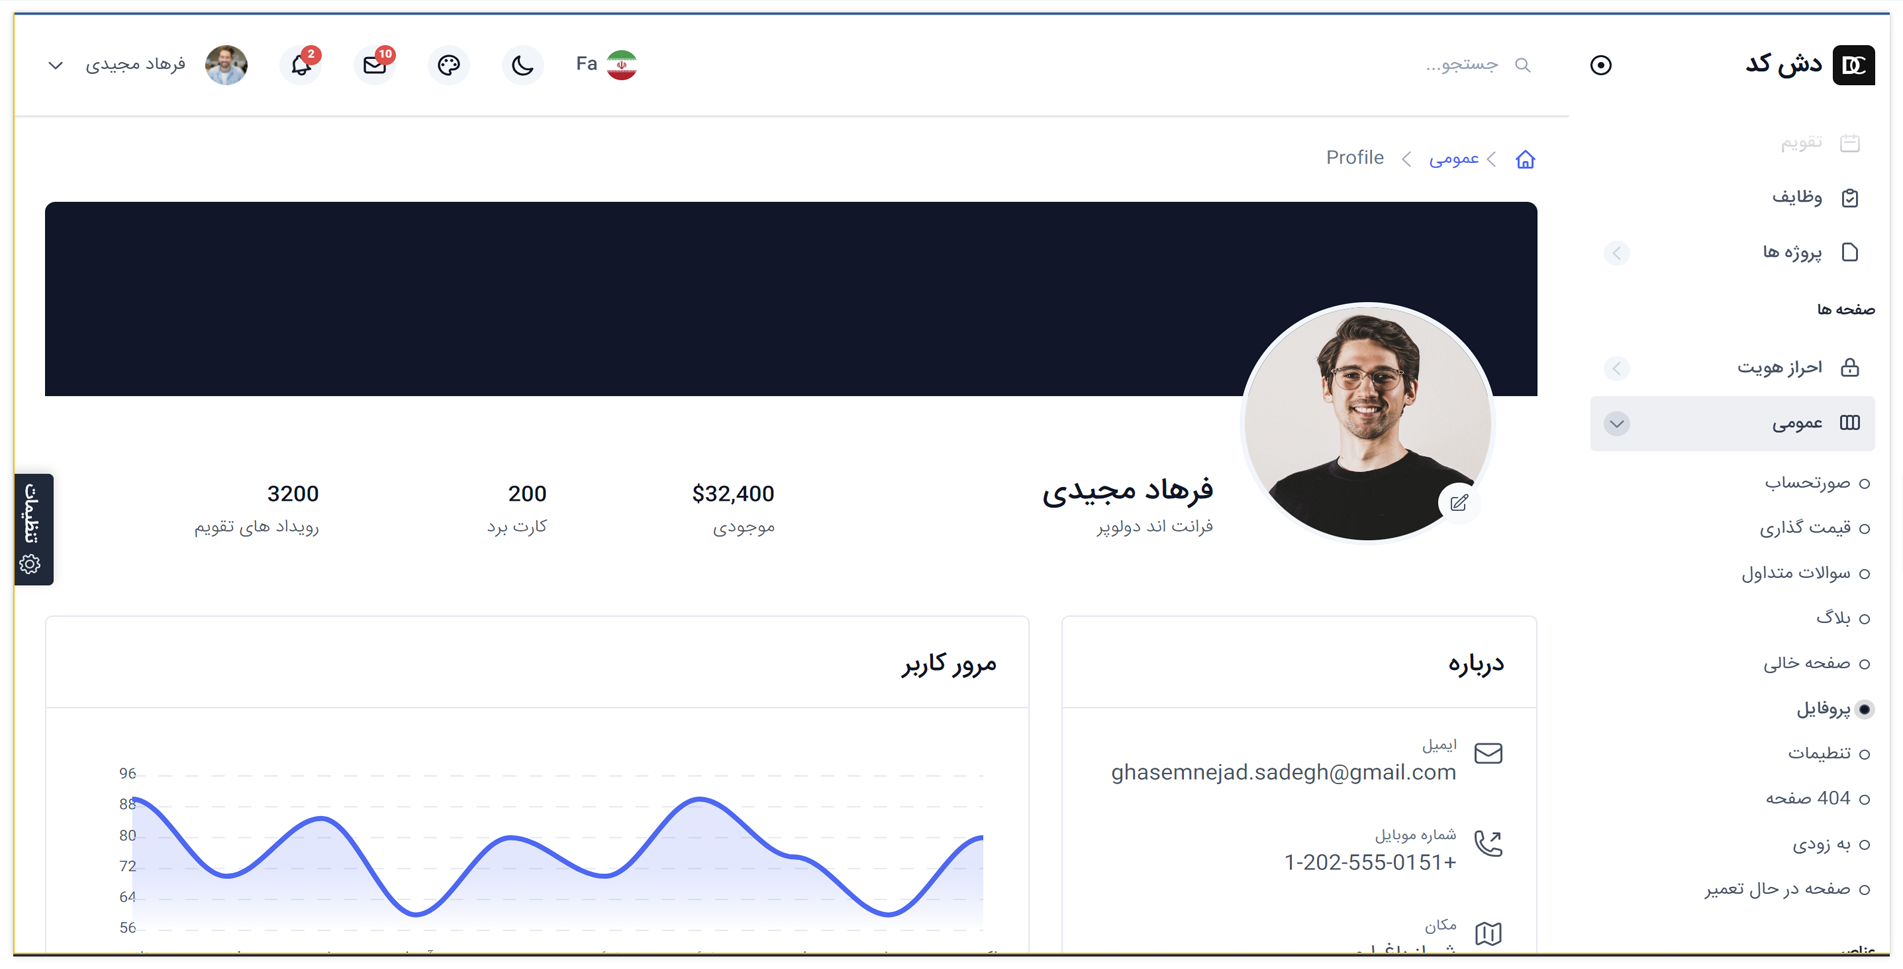 دش کد
جستجو...
Fa
10
2
فرهاد مجیدی
تقویم
وظایف
پروژه ها
صفحه ها
احراز هویت
عمومی
صورتحساب
قیمت گذاری
سوالات متداول
بلاگ
صفحه خالی
پروفایل
تنطیمات
404 صفحه
به زودی
صفحه در حال تعمیر
عمومی
Profile
فرهاد مجیدی
فرانت اند دولوپر
$32,400
موجودی
200
کارت برد
3200
رویداد های تقویم
تنظیمات
درباره
ایمیل
ghasemnejad.sadegh@gmail.com
شماره موبایل
1-202-555-0151+
مکان
مرور کاربر
96
88
80
72
64
56